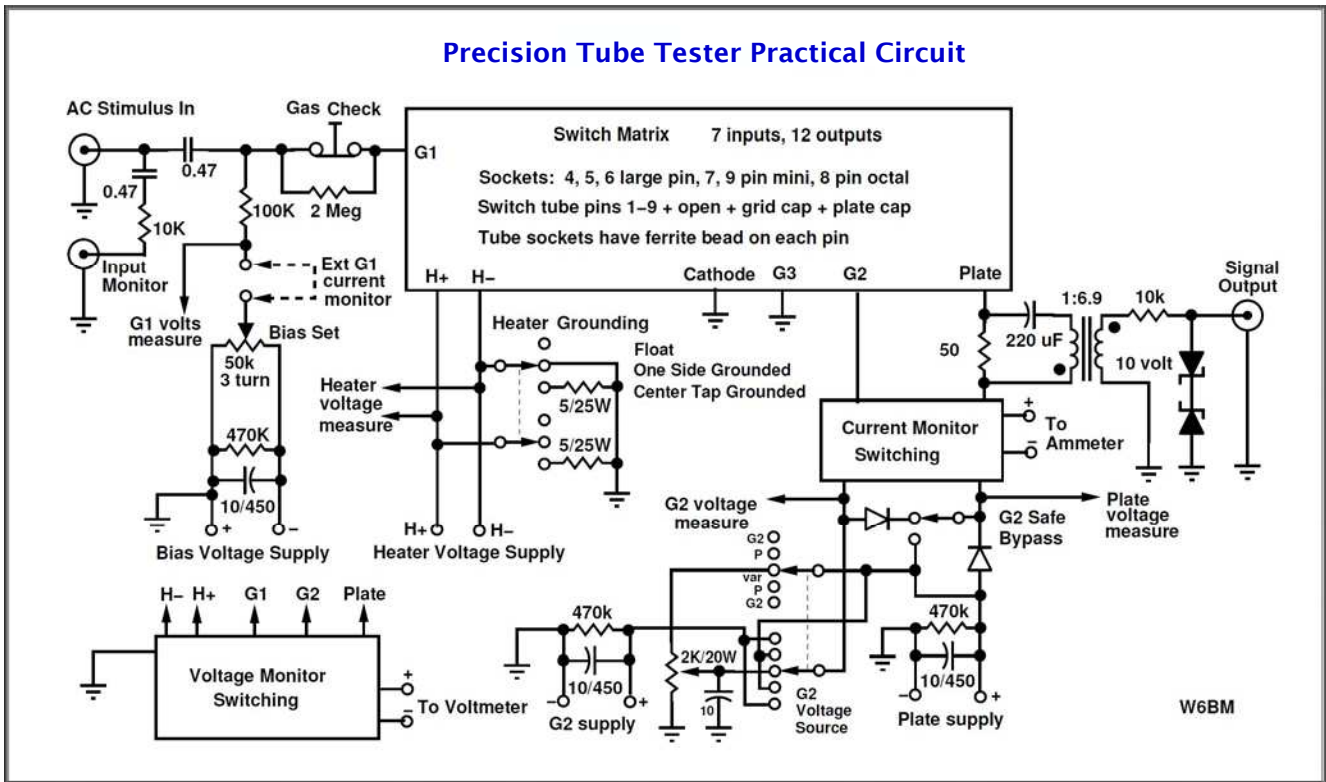 Precision Tube Tester Practical Circuit
AC Stimulus In
Gas Check
Switch Matrix 7 inputs, 12 outputs
G1
0.47
0.47
Sockets: 4, 5, 6 large pin, 7, 9 pin mini, 8 pin octal
100K
2 Meg
Switch tube pins 1-9 + open + grid cap + plate cap
10K
Tube sockets have ferrite bead on each pin
Input
Monitor
Ext G1
current
monitor
H+
H-
Cathode
G3
G2
Plate
Signal
Output
1:6.9
10k
G1 volts
measure
Bias Set
50k
3 turn
Heater Grounding
Float
One Side Grounded
Center Tap Grounded
50
220 uF
10 volt
Heater
voltage
measure
5/25W
5/25W
470K
10/450
Current Monitor
Switching
+
-
To
Ammeter
+
-
Bias Voltage Supply
H+
H-
Heater Voltage Supply
G2 voltage
measure
G2 Safe
Bypass
Plate
voltage
measure
G2
P
var
P
G2
H- H+ G1 G2 Plate
Voltage Monitor
Switching
+
-
To Voltmeter
470k
10/450
-
+
G2 supply
2K/20W
10
G2
Voltage
Source
470k
10/450
-
+
Plate supply
W6BM